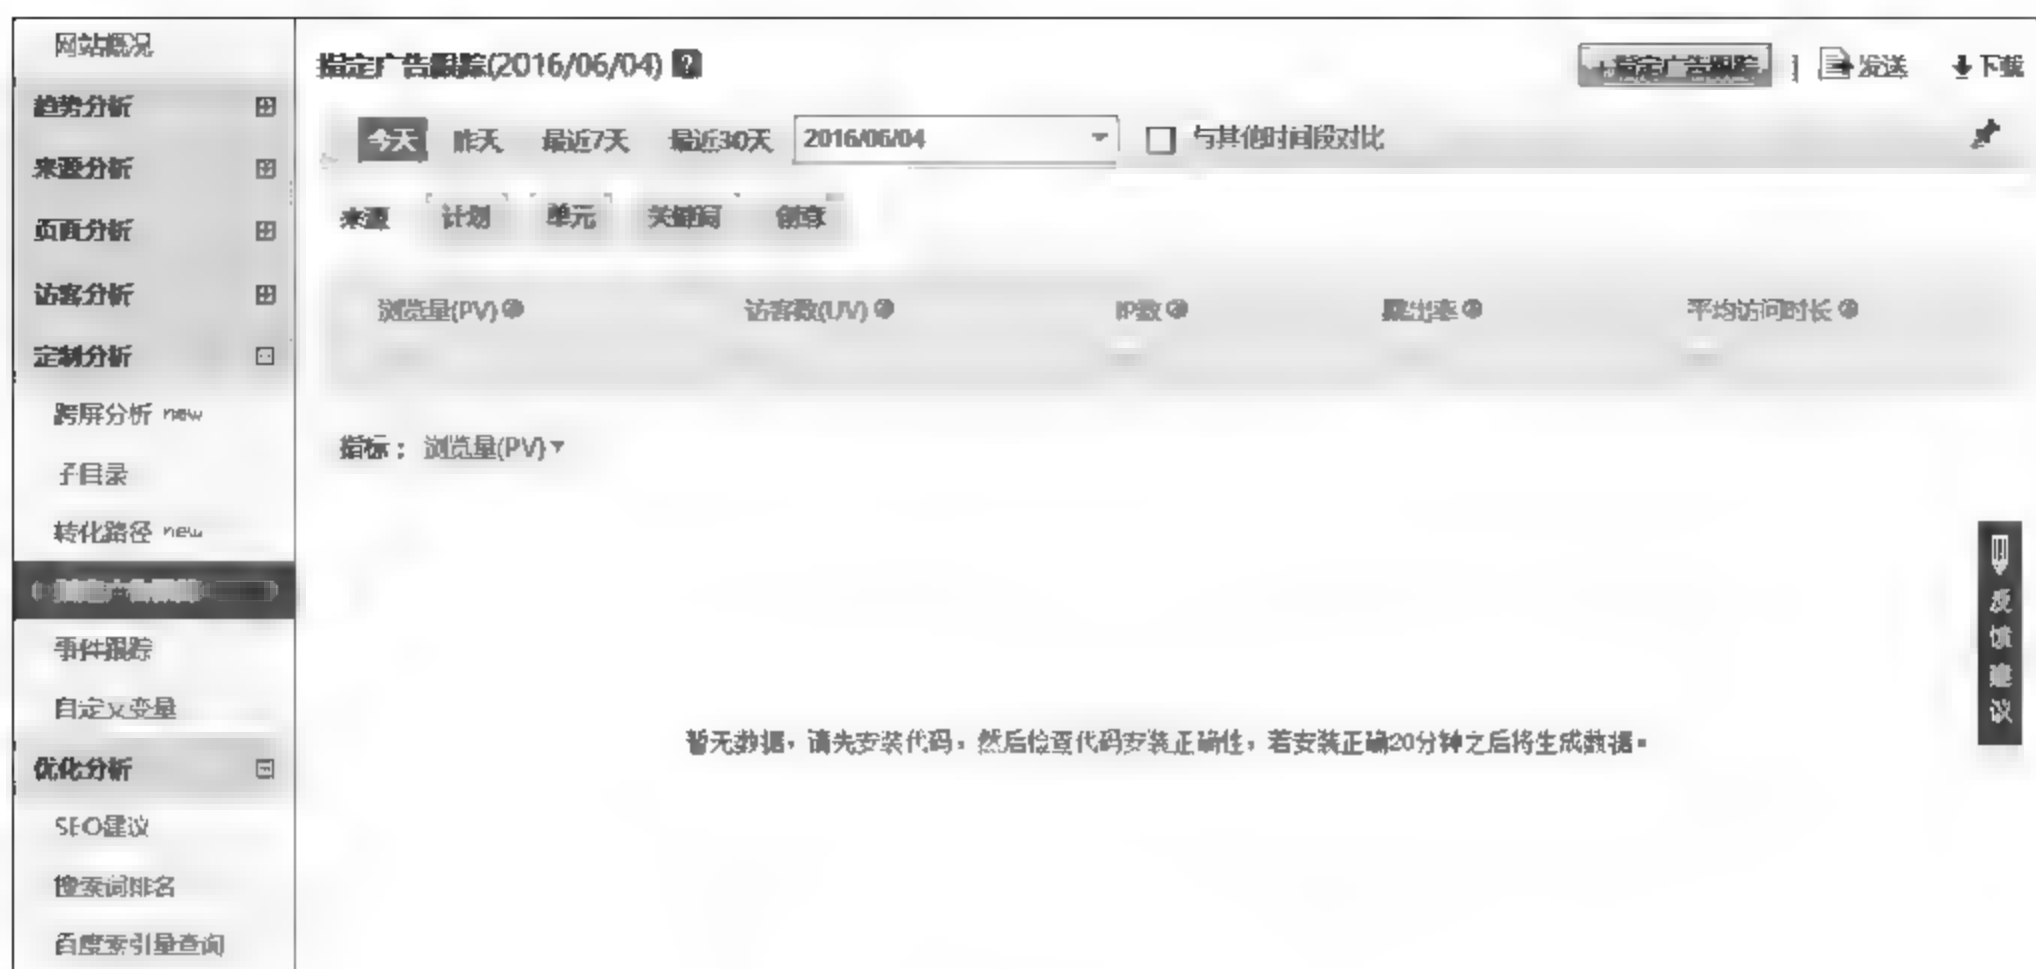 网站概况
趋势分析
来源分析
页面分析
访客分析
定制分析
跨屏分析 new
子目录
转化路径 new
指定广告跟踪
事件跟踪
自定义变量
优化分析
SEO建议
搜索词排名
百度索引量查询
指定广告跟踪(2016/06/04) ?
+指定广告跟踪 | 发送 下载
今天 昨天 最近7天 最近30天 2016/06/04 与其他时间段对比
来源 计划 单元 关键词 创意
浏览量(PV) 访客数(UV) IP数 跳出率 平均访问时长
指标: 浏览量(PV)
暂无数据,请先安装代码,然后检查代码安装正确性,若安装正确20分钟之后将生成数据。
反馈建议